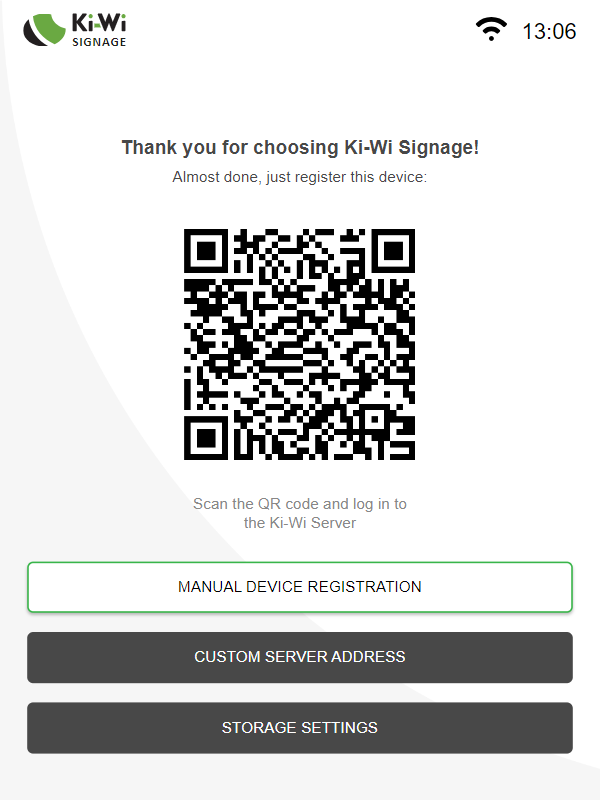 Ki-Wi
SIGNAGE
13:06
Thank you for choosing Ki-Wi Signage!
Almost done, just register this device:
Scan the QR code and log in to
the Ki-Wi Server
MANUAL DEVICE REGISTRATION
CUSTOM SERVER ADDRESS
STORAGE SETTINGS